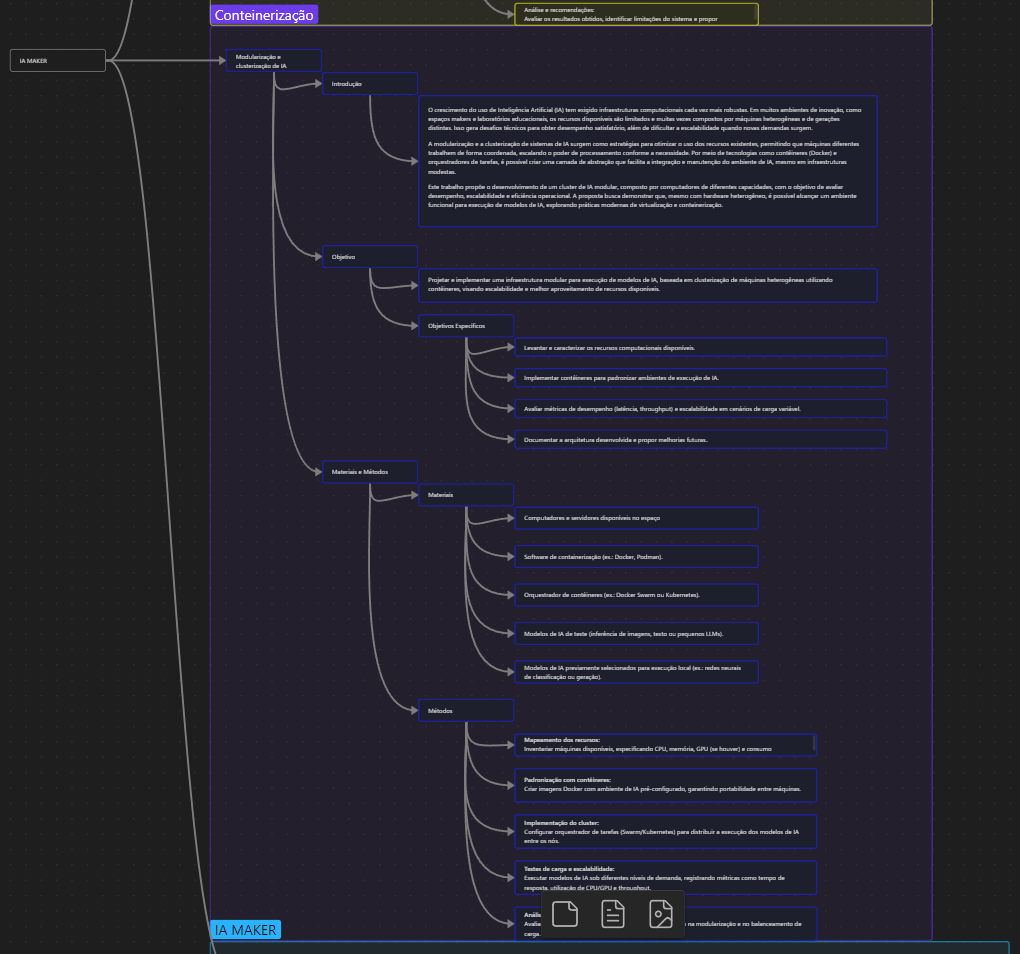 Conteinerização
Análise e recomendações:
Avaliar os resultados obtidos, identificar limitações do sistema e propor
IA MAKER
Modularização e
clusterização de IA
Introdução
O crescimento do uso de Inteligência Artificial (IA) tem exigido infraestruturas computacionais cada vez mais robustas. Em muitos ambientes de inovação, como
espaços makers e laboratórios educacionais, os recursos disponíveis são limitados e muitas vezes compostos por máquinas heterogêneas e de gerações
distintas. Isso gera desafios técnicos para obter desempenho satisfatório, além de dificultar a escalabilidade quando novas demandas surgem.
A modularização e a clusterização de sistemas de IA surgem como estratégias para otimizar o uso dos recursos existentes, permitindo que máquinas diferentes
trabalhem de forma coordenada, escalando o poder de processamento conforme a necessidade. Por meio de tecnologias como contêineres (Docker) e
orquestradores de tarefas, é possível criar uma camada de abstração que facilita a integração e manutenção do ambiente de IA, mesmo em infraestruturas
modestas.
Este trabalho propõe o desenvolvimento de um cluster de IA modular, composto por computadores de diferentes capacidades, com o objetivo de avaliar
desempenho, escalabilidade e eficiência operacional. A proposta busca demonstrar que, mesmo com hardware heterogêneo, é possível alcançar um ambiente
funcional para execução de modelos de IA, explorando práticas modernas de virtualização e containerização.
Objetivo
Projetar e implementar uma infraestrutura modular para execução de modelos de IA, baseada em clusterização de máquinas heterogêneas utilizando
contêineres, visando escalabilidade e melhor aproveitamento de recursos disponíveis.
Objetivos Específicos
Levantar e caracterizar os recursos computacionais disponíveis.
Implementar contêineres para padronizar ambientes de execução de IA.
Avaliar métricas de desempenho (latência, throughput) e escalabilidade em cenários de carga variável.
Documentar a arquitetura desenvolvida e propor melhorias futuras.
Materiais e Métodos
Materiais
Computadores e servidores disponíveis no espaço
Software de containerização (ex.: Docker, Podman).
Orquestrador de contêineres (ex.: Docker Swarm ou Kubernetes).
Modelos de IA de teste (inferência de imagens, texto ou pequenos LLMs).
Modelos de IA previamente selecionados para execução local (ex.: redes neurais
de classificação ou geração).
Métodos
Mapeamento dos recursos:
Inventariar máquinas disponíveis, especificando CPU, memória, GPU (se houver) e consumo
Padronização com contêineres:
Criar imagens Docker com ambiente de IA pré-configurado, garantindo portabilidade entre máquinas.
Implementação do cluster:
Configurar orquestrador de tarefas (Swarm/Kubernetes) para distribuir a execução dos modelos de IA
entre os nós.
Testes de carga e escalabilidade:
Executar modelos de IA sob diferentes níveis de demanda, registrando métricas como tempo de
resposta, utilização de CPU/GPU e throughput.
na modularização e no balanceamento de
carga.
IA MAKER